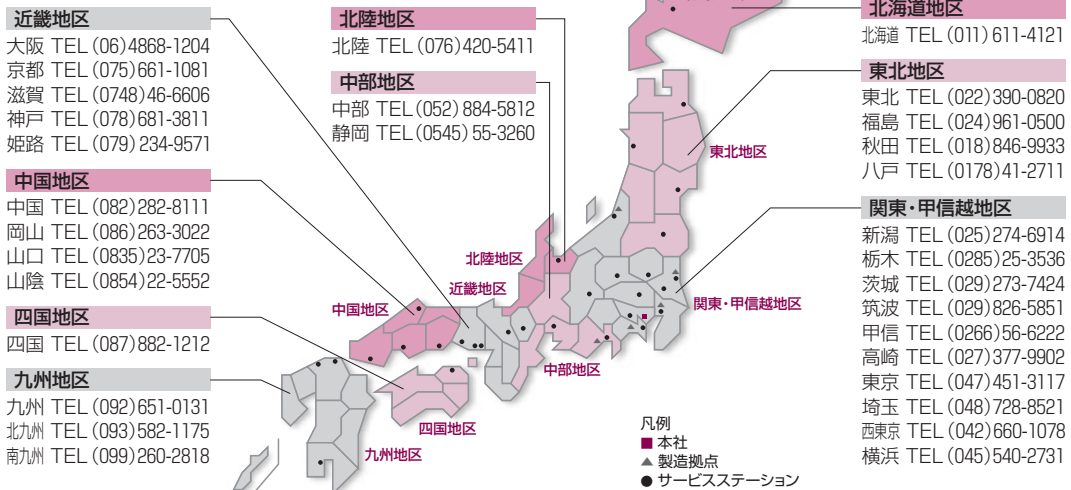 近畿地区
大阪 TEL (06)4868-1204
京都 TEL (075)661-1081
滋賀 TEL (0748)46-6606
神戸 TEL (078)681-3811
姫路 TEL (079)234-9571
中国地区
中国 TEL (082)282-8111
岡山 TEL (086)263-3022
山口 TEL (0835)23-7705
山陰 TEL (0854)22-5552
四国地区
四国 TEL (087)882-1212
九州地区
九州 TEL (092)651-0131
北九州 TEL (093)582-1175
南九州 TEL (099)260-2818
北陸地区
北陸 TEL (076)420-5411
中部地区
中部 TEL (052)884-5812
静岡 TEL (0545)55-3260
北海道地区
北海道 TEL (011)611-4121
東北地区
東北 TEL (022)390-0820
福島 TEL (024)961-0500
秋田 TEL (018)846-9933
八戸 TEL (0178)41-2711
関東・甲信越地区
新潟 TEL (025)274-6914
栃木 TEL (0285)25-3536
茨城 TEL (029)273-7424
筑波 TEL (029)826-5851
甲信 TEL (0266)56-6222
高崎 TEL (027)377-9902
東京 TEL (047)451-3117
埼玉 TEL (048)728-8521
西東京 TEL (042)660-1078
横浜 TEL (045)540-2731
東北地区
北陸地区
近畿地区
中国地区
関東・甲信越地区
中部地区
四国地区
九州地区
凡例
■ 本社
▲ 製造拠点
● サービスステーション